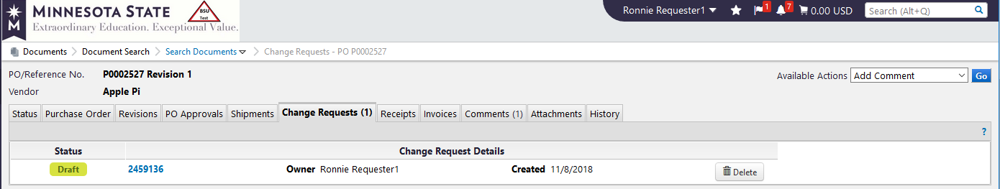 MINNESOTA STATE
Extraordinary Education. Exceptional Value.
BSU
Test
M
Ronnie Requester1
1
7
0.00 USD
Search (Alt+Q)
Documents
Document Search
Search Documents
Change Requests - PO P0002527
PO/Reference No. P0002527 Revision 1
Available Actions Add Comment Go
Vendor Apple Pi
Status Purchase Order Revisions PO Approvals Shipments Change Requests (1) Receipts Invoices Comments (1) Attachments History
?
Status Change Request Details
Draft 2459136 Owner Ronnie Requester1 Created 11/8/2018 Delete